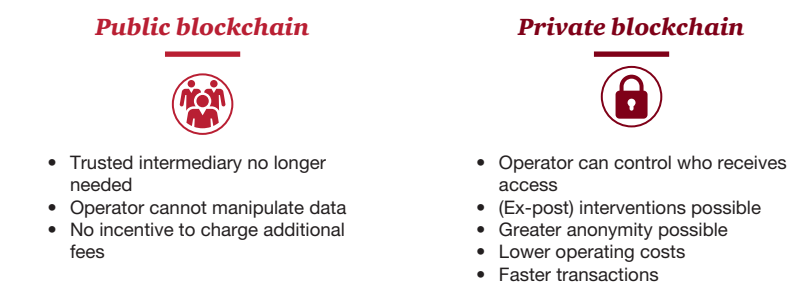 Public blockchain
• Trusted intermediary no longer
needed
• Operator cannot manipulate data
• No incentive to charge additional
fees
Private blockchain
• Operator can control who receives
access
• (Ex-post) interventions possible
• Greater anonymity possible
• Lower operating costs
• Faster transactions